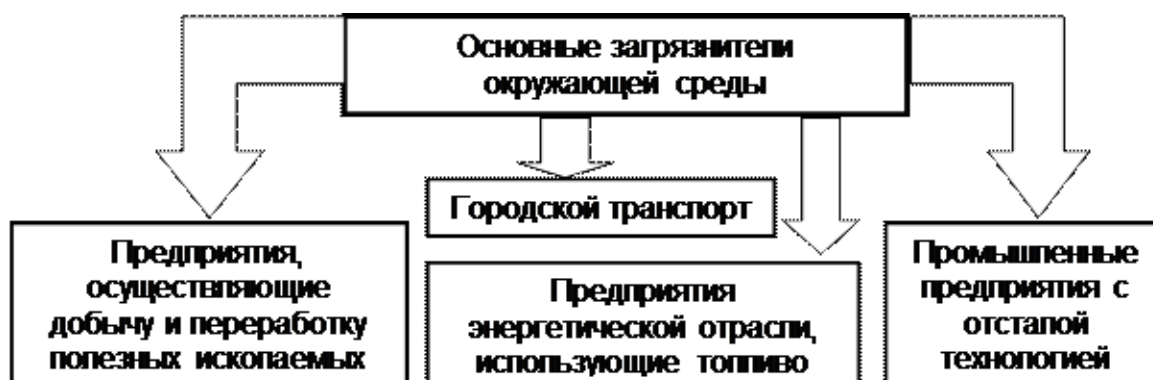 Основные загрязнители
окружающей среды
Городской транспорт
Предприятия,
осуществляющие
добычу и переработку
полезных ископаемых
Предприятия
энергетической отрасли,
использующие топливо
Промышленные
предприятия с
отсталой
технологией